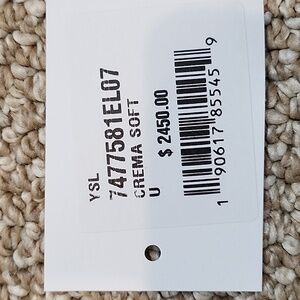 YSL
7477581EL07
CREMA SOFT
U
$ 2450.00
1 90617 85545 9